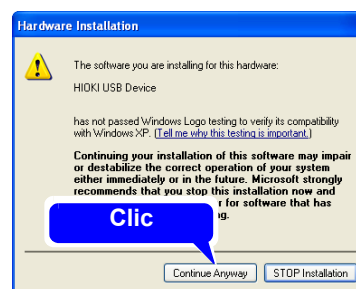 Hardware Installation
The software you are installing for this hardware:
HIOKI USB Device
has not passed Windows Logo testing to verify its compatibility
with Windows XP. (Tell me why this testing is important.)
Continuing your installation of this software may impair
or destabilize the correct operation of your system
either immediately or in the future. Microsoft strongly
recommends that you stop this installation now and
r for software that has
ng.
Clic
Continue Anyway
STOP Installation